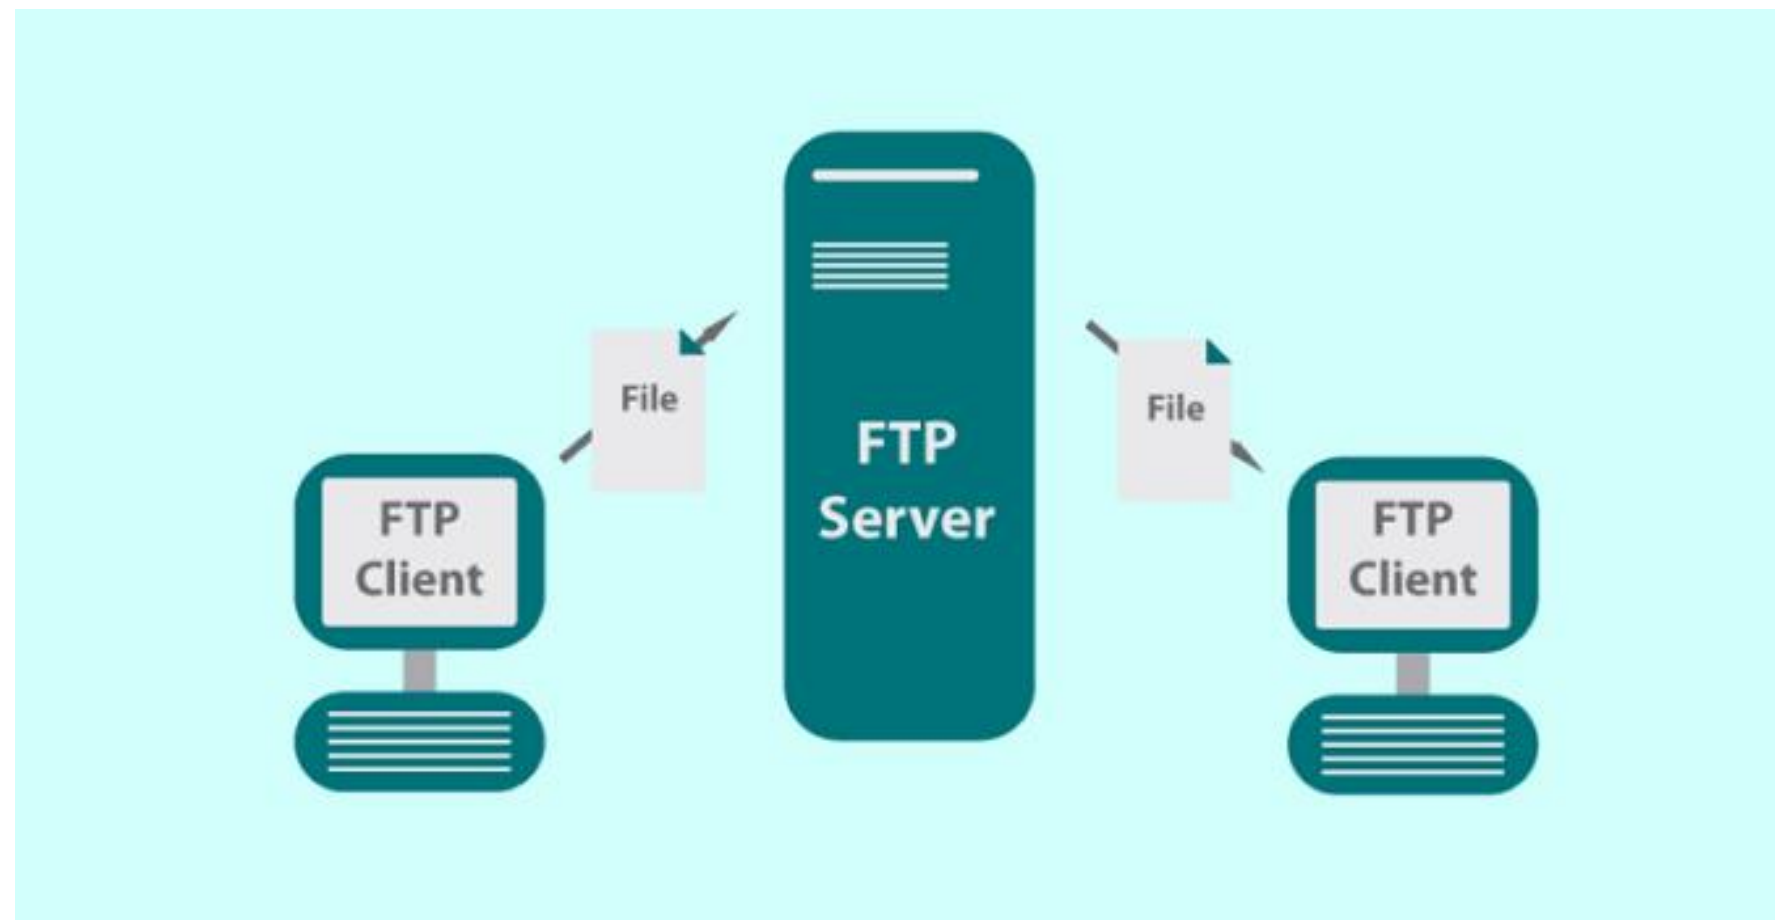 File
FTP
Client
FTP
Server
File
FTP
Client